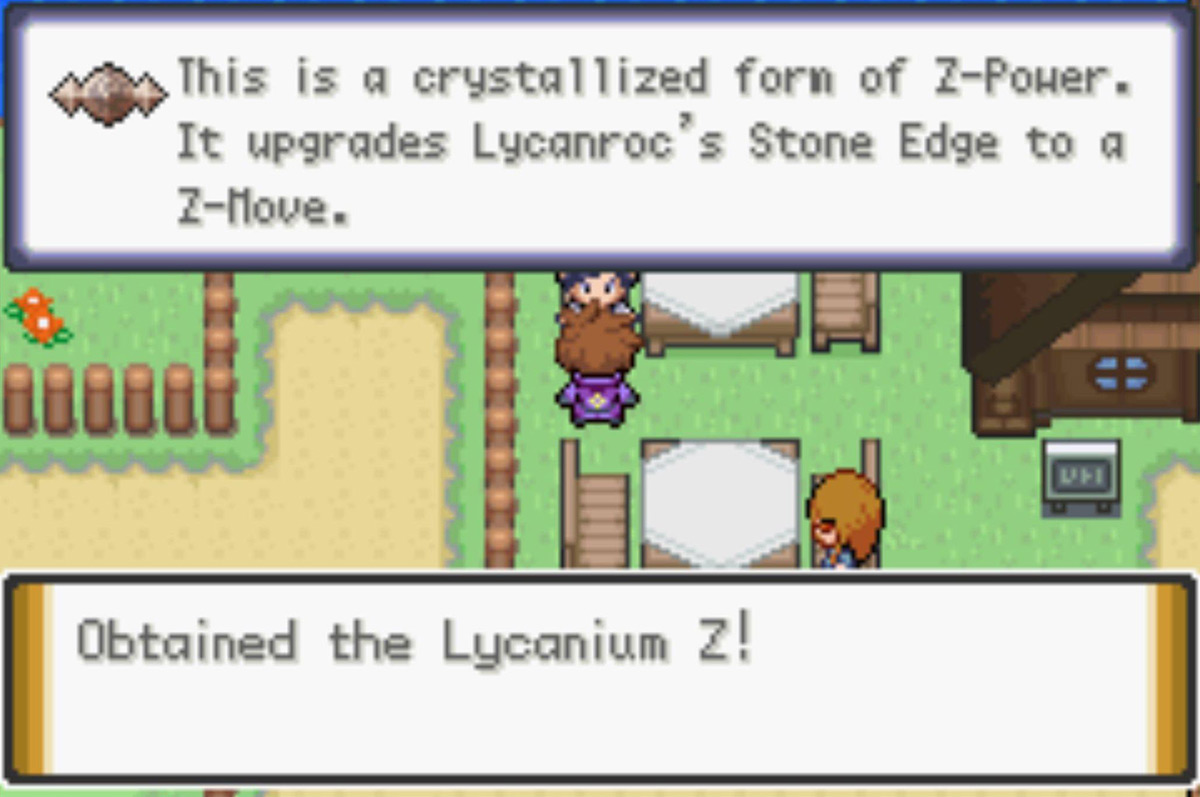 This is a crystallized form of Z-Power.
It upgrades Lycanroc's Stone Edge to a
Z-Move.
Obtained the Lycanium Z!